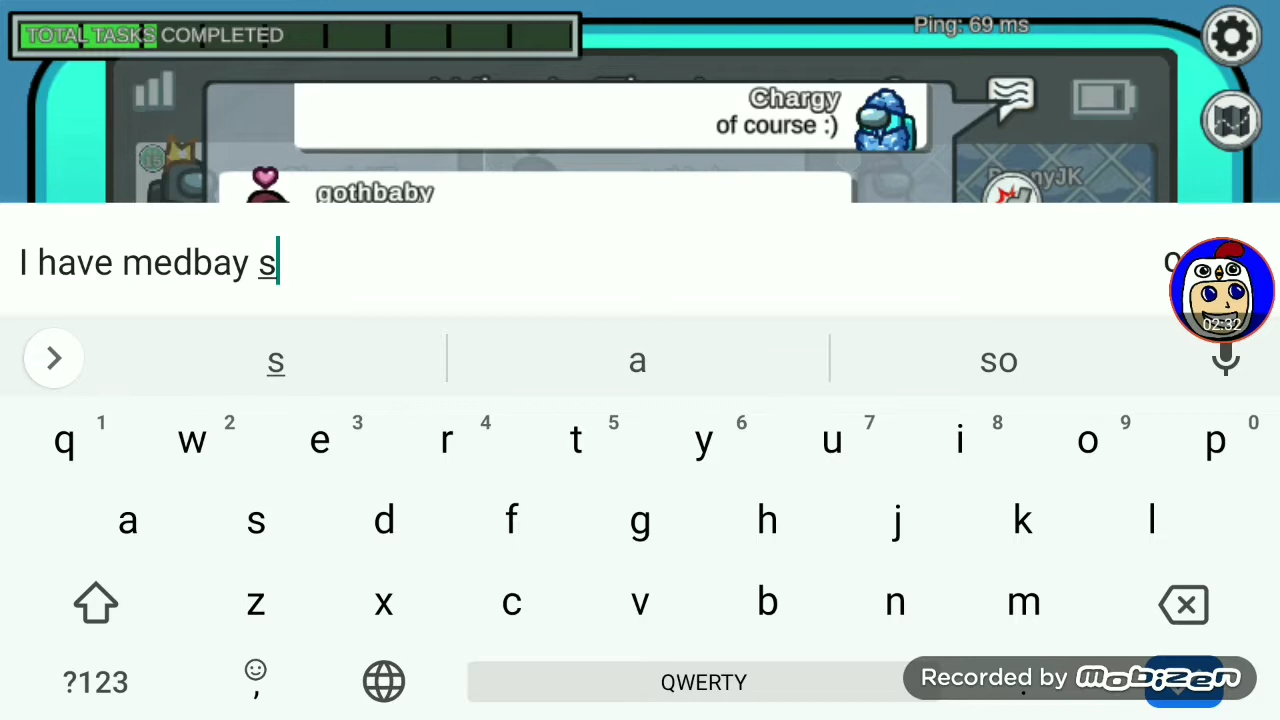 TOTAL TASKS COMPLETED
Ping: 69 ms
Chargy
of course :)
gothbaby
I have medbay s
02:32
s a so
q 1 w 2 e 3 r 4 t 5 y 6 u 7 i 8 o 9 p 0
a s d f g h j k l
z x c v b n m
?123 , QWERTY .
Recorded by mobizen